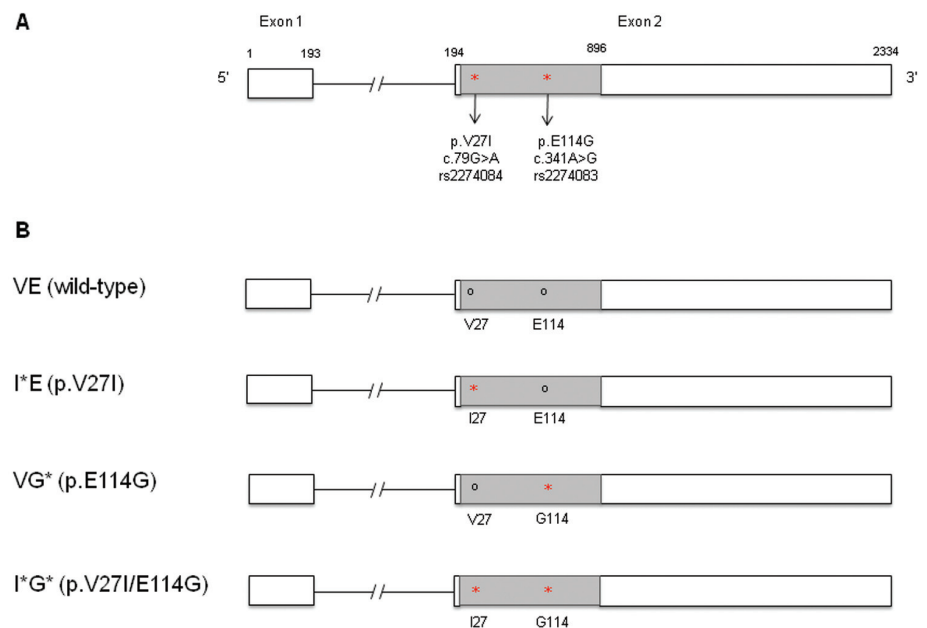 A
Exon 1 Exon 2
1 193 194 896 2334
5' * * 3'
p.V27I p.E114G
c.79G>A c.341A>G
rs2274084 rs2274083
B
VE (wild-type)
V27 E114
I*E (p.V27I) *
I27 E114
VG* (p.E114G) *
V27 G114
I*G* (p.V27I/E114G) * *
I27 G114